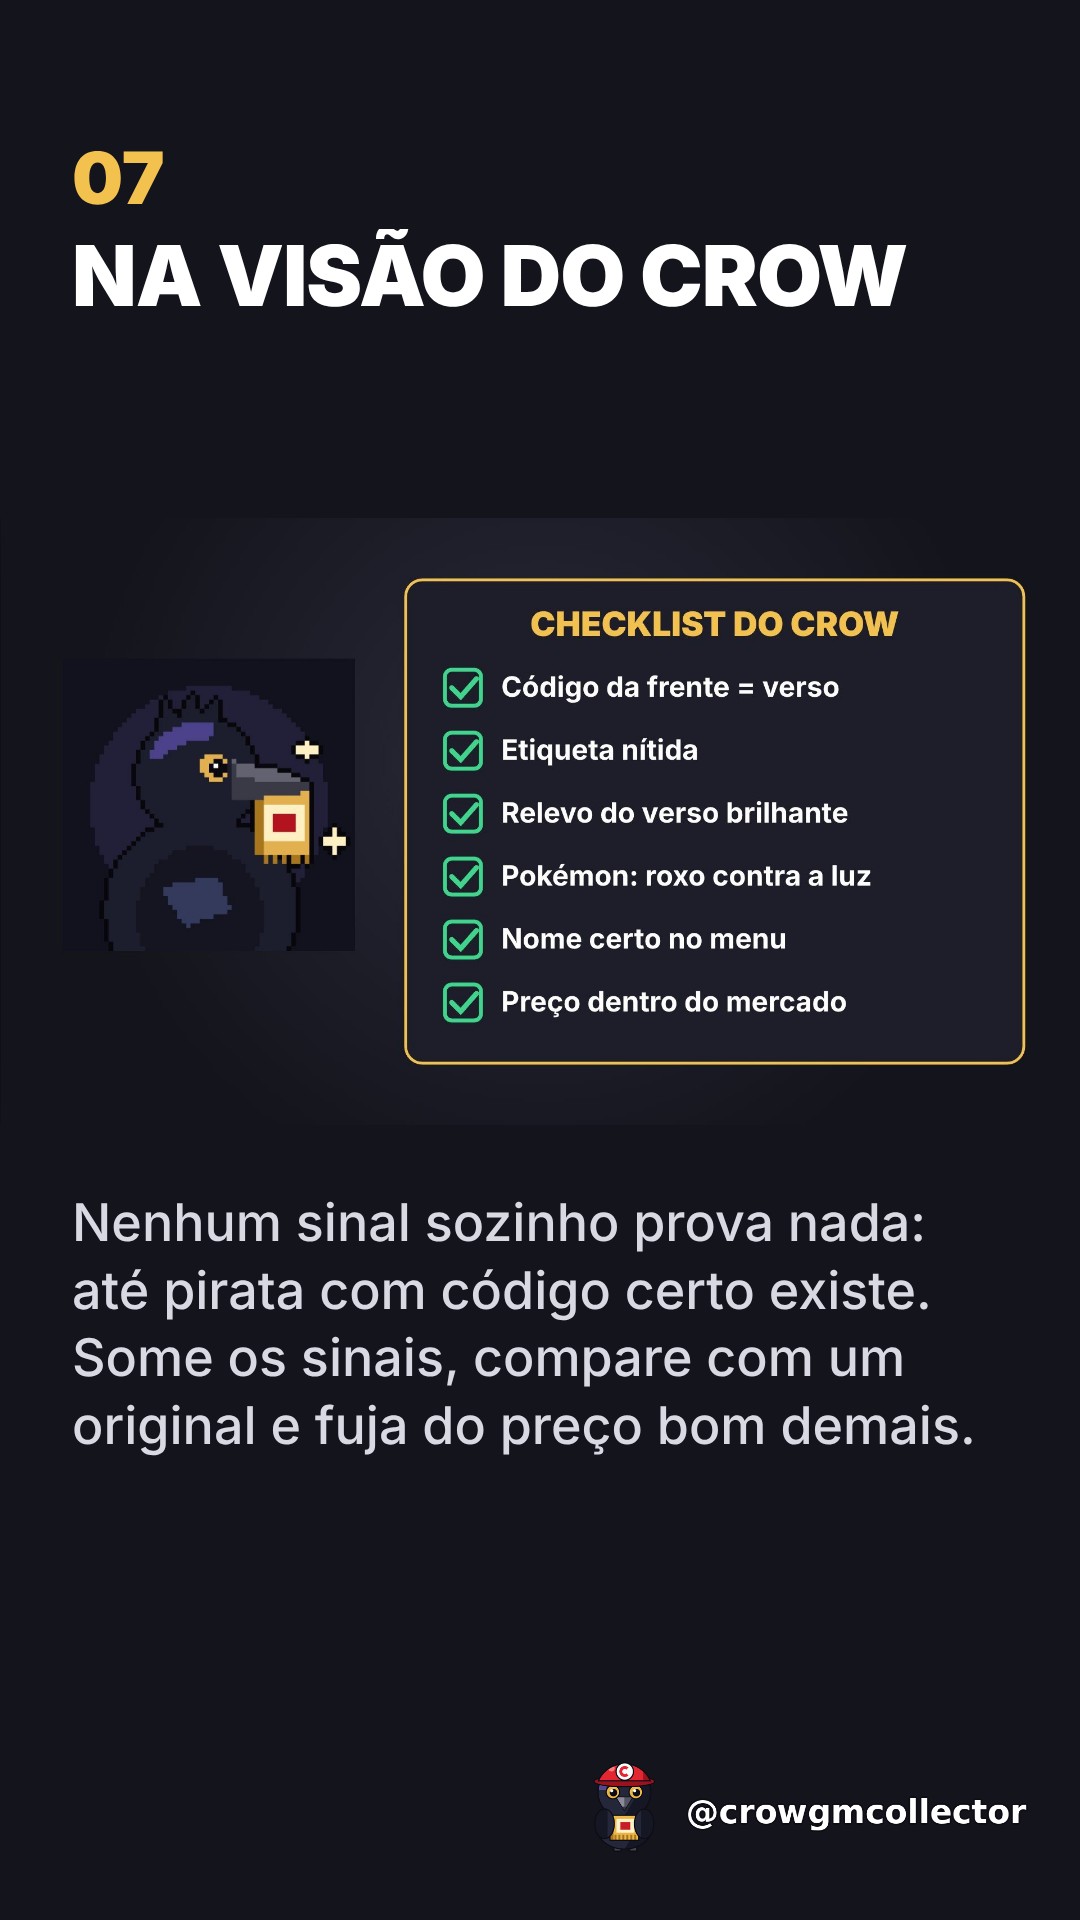 07
NA VISÃO DO CROW
CHECKLIST DO CROW
Código da frente = verso
Etiqueta nítida
Relevo do verso brilhante
Pokémon: roxo contra a luz
Nome certo no menu
Preço dentro do mercado
Nenhum sinal sozinho prova nada:
até pirata com código certo existe.
Some os sinais, compare com um
original e fuja do preço bom demais.
C
@crowgmcollector